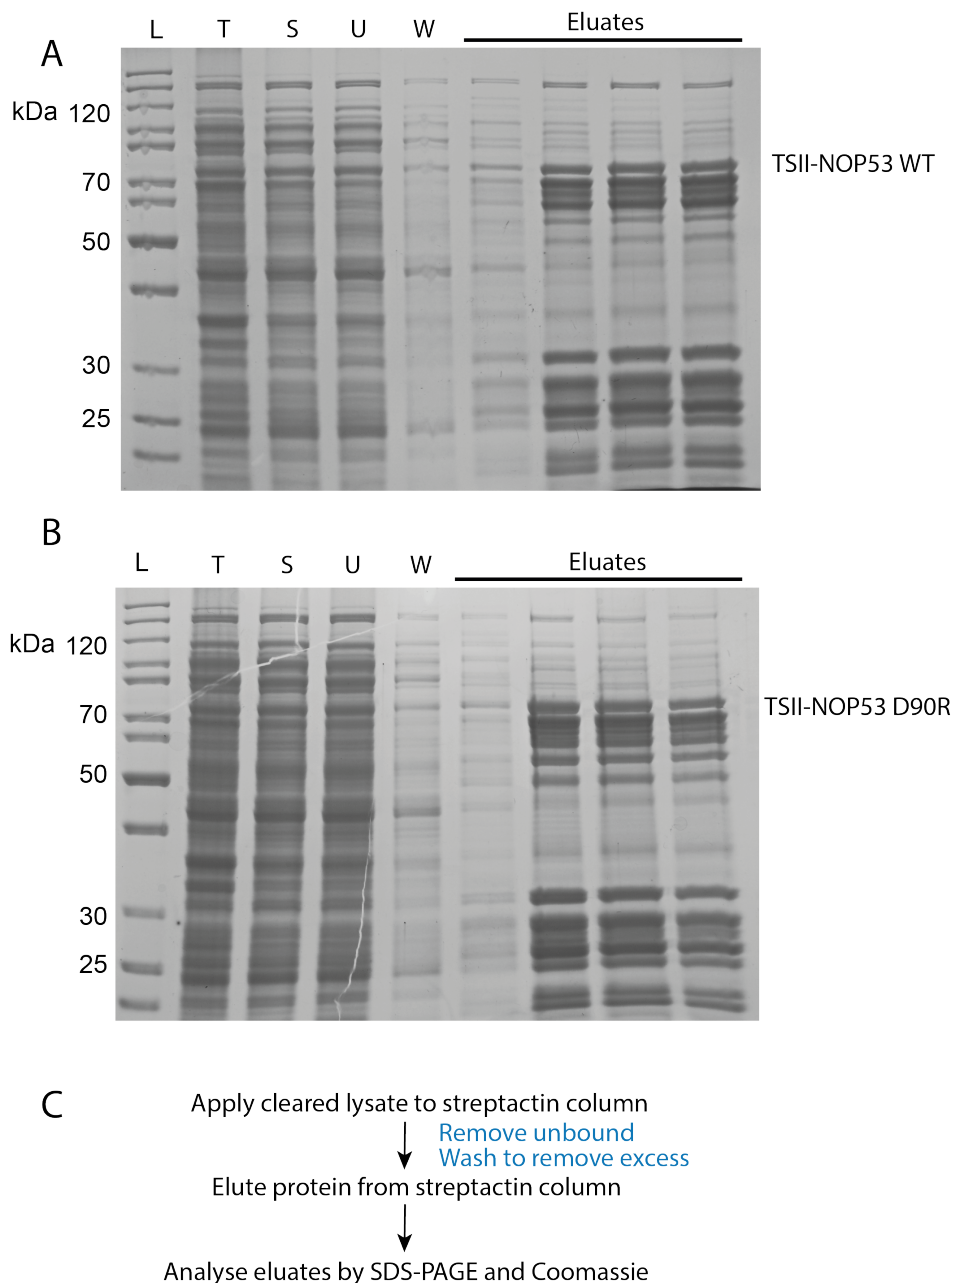 A
L T S U W Eluates
kDa 120
TSII-NOP53 WT
70
50
30
25
B
L T S U W Eluates
kDa 120
TSII-NOP53 D90R
70
50
30
25
C
Apply cleared lysate to streptactin column
Remove unbound
Wash to remove excess
Elute protein from streptactin column
Analyse eluates by SDS-PAGE and Coomassie